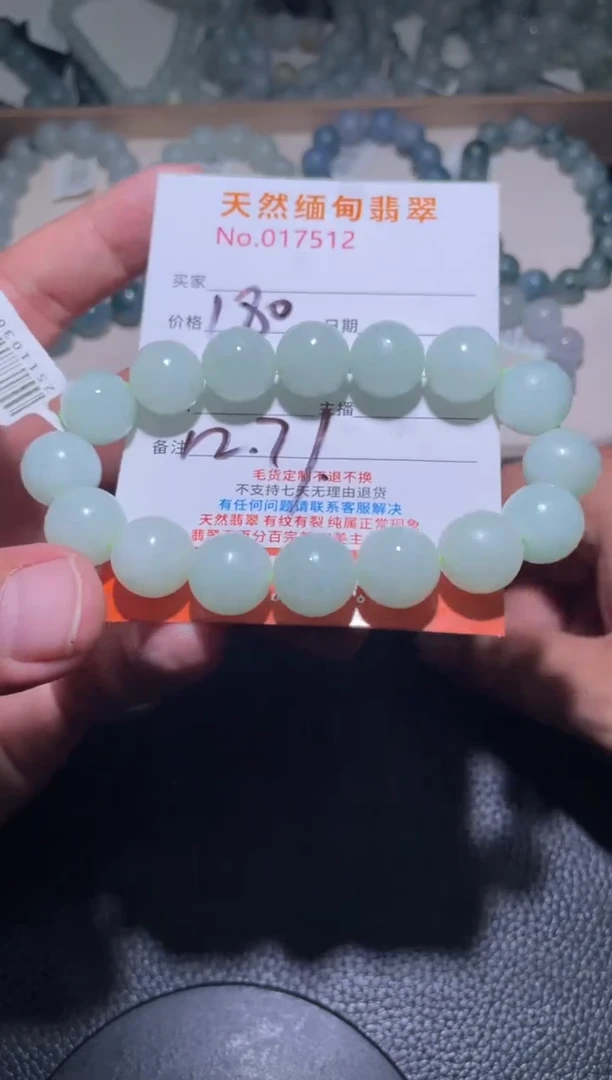 天然缅甸翡翠
No.017512
买家
价格 180 日期
主播
备注 12.71
毛货定制不退不换
不支持七天无理由退货
有任何问题请联系客服解决
天然翡翠 有纹有裂 纯属正常现象